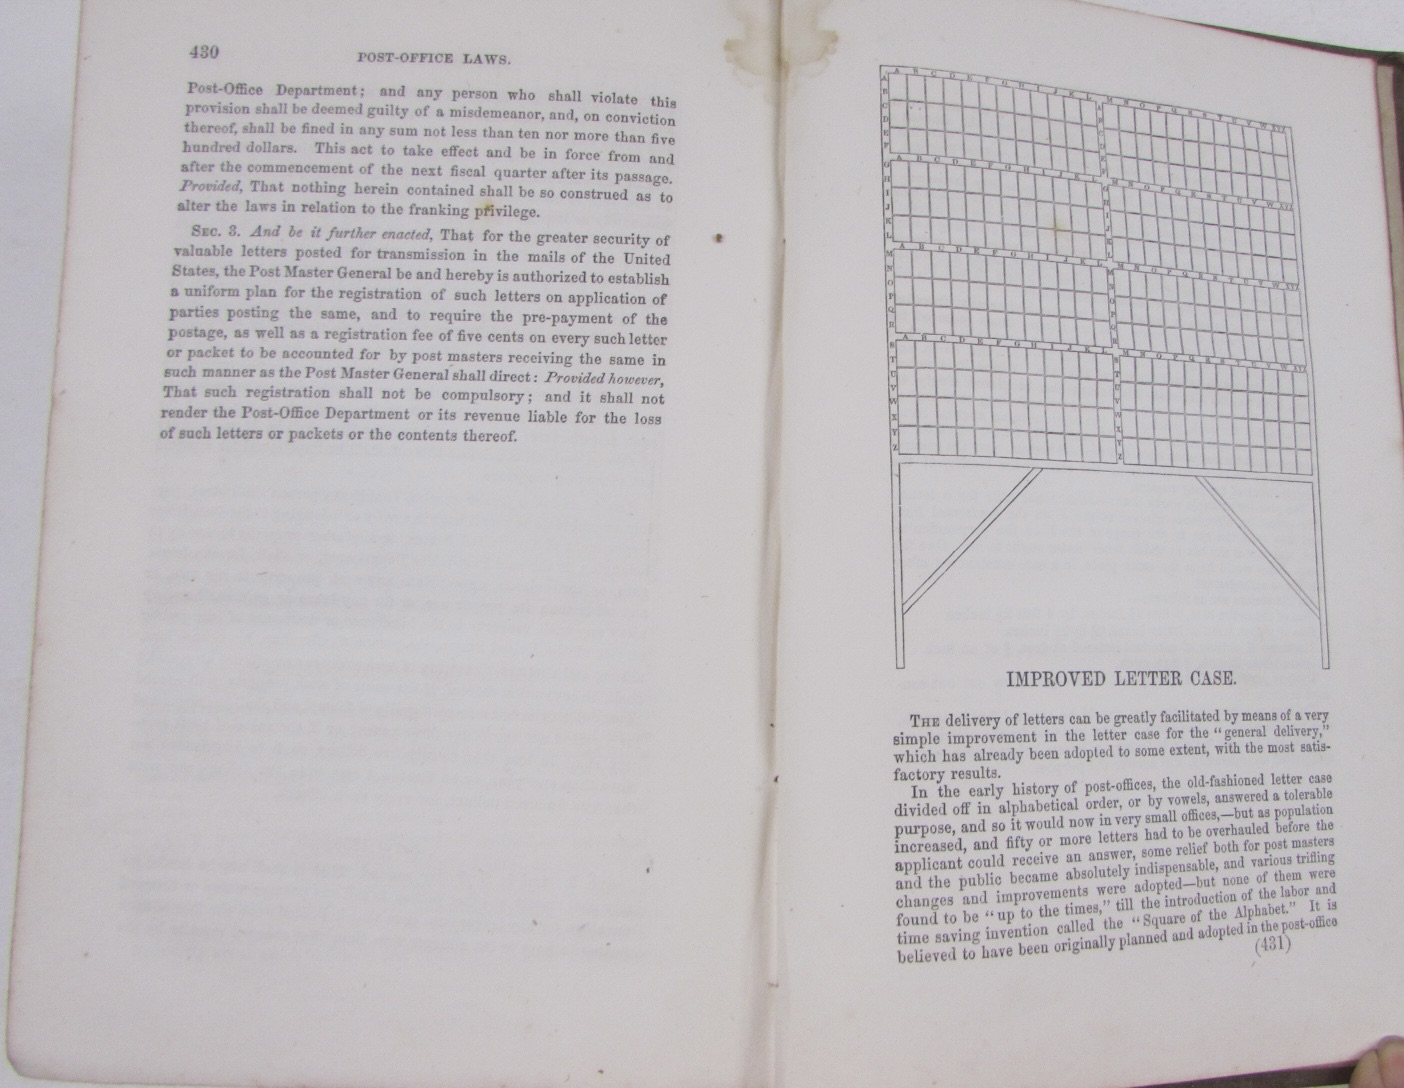 430
POST-OFFICE LAWS.
Post-Office Department; and any person who shall violate this
provision shall be deemed guilty of a misdemeanor, and, on conviction
thereof, shall be fined in any sum not less than ten nor more than five
hundred dollars. This act to take effect and be in force from and
after the commencement of the next fiscal quarter after its passage.
Provided, That nothing herein contained shall be so construed as to
alter the laws in relation to the franking privilege.
SEC. 3. And be it further enacted, That for the greater security of
valuable letters posted for transmission in the mails of the United
States, the Post Master General be and hereby is authorized to establish
a uniform plan for the registration of such letters on application of
parties posting the same, and to require the pre-payment of the
postage, as well as a registration fee of five cents on every such letter
or packet to be accounted for by post masters receiving the same in
such manner as the Post Master General shall direct: Provided however,
That such registration shall not be compulsory; and it shall not
render the Post-Office Department or its revenue liable for the loss
of such letters or packets or the contents thereof.
IMPROVED LETTER CASE.
THE delivery of letters can be greatly facilitated by means of a very
simple improvement in the letter case for the "general delivery,"
which has already been adopted to some extent, with the most satis-
factory results.
In the early history of post-offices, the old-fashioned letter case
divided off in alphabetical order, or by vowels, answered a tolerable
purpose, and so it would now in very small offices,—but as population
increased, and fifty or more letters had to be overhauled before the
applicant could receive an answer, some relief both for post masters
and the public became absolutely indispensable, and various trifling
changes and improvements were adopted—but none of them were
found to be "up to the times," till the introduction of the labor and
time saving invention called the "Square of the Alphabet." It is
believed to have been originally planned and adopted in the post-office
(431)